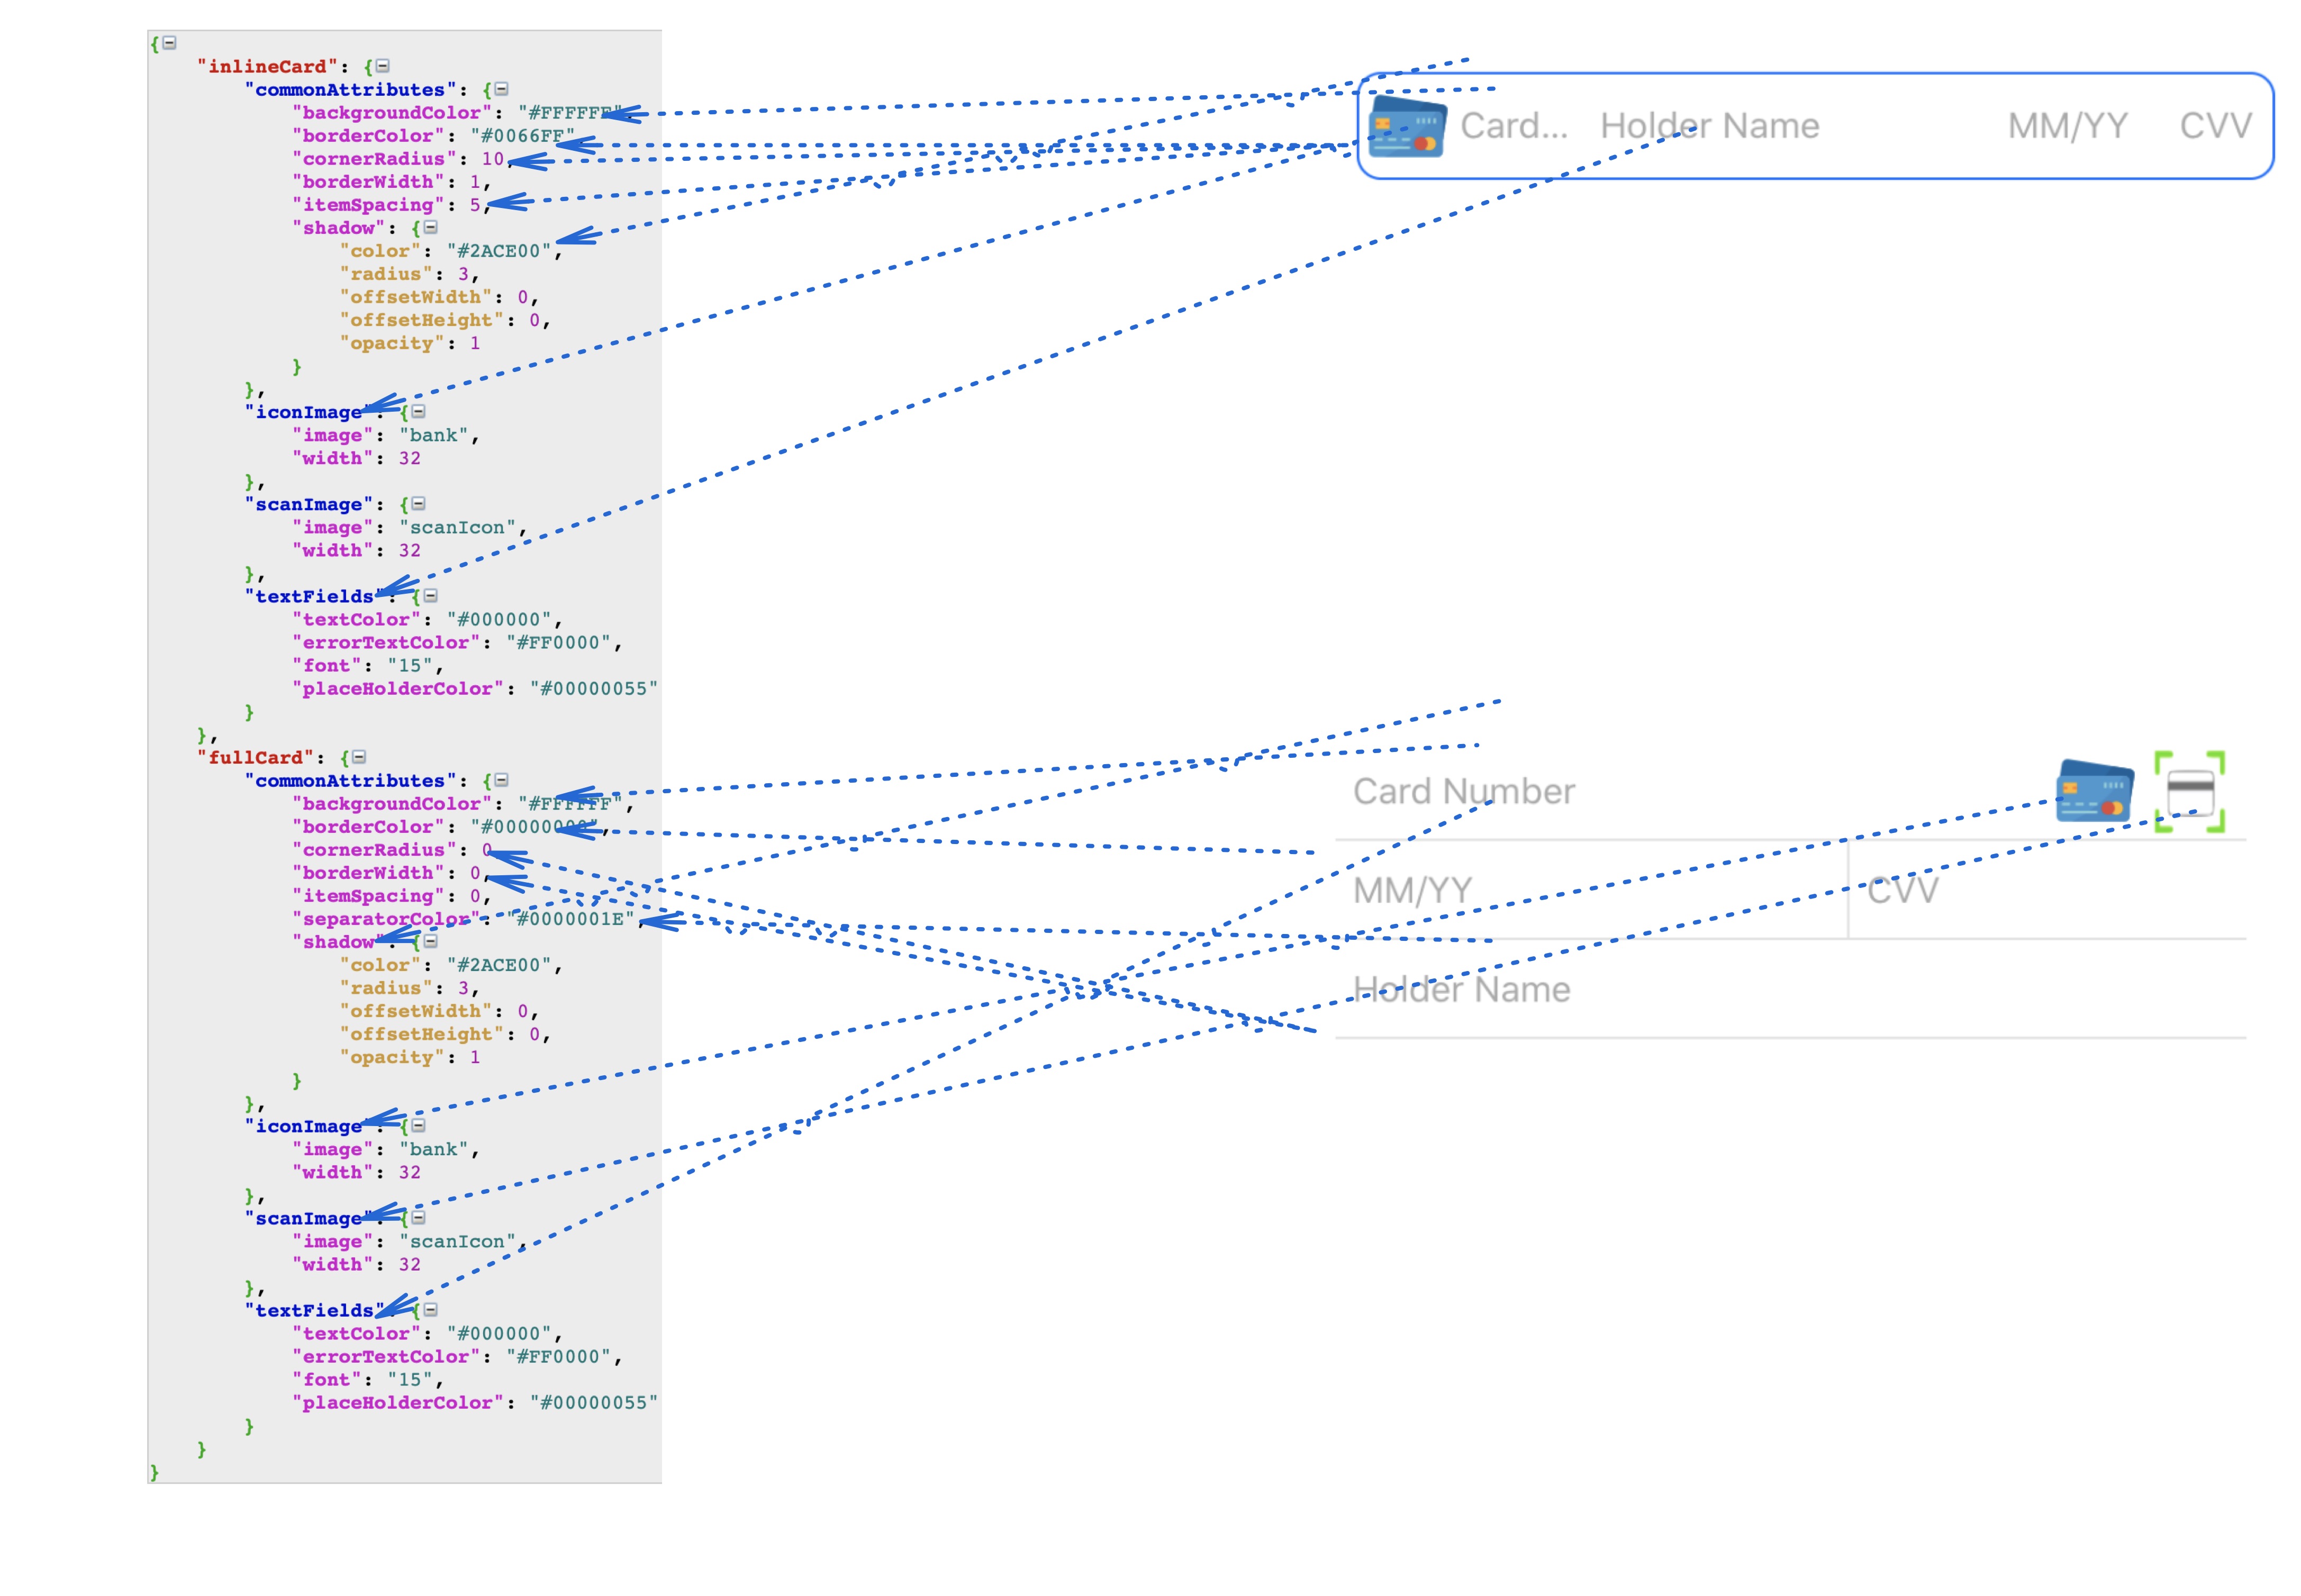 {
"inlineCard": {
"commonAttributes": {
"backgroundColor": "#FFFFFF",
"borderColor": "#0066FF",
"cornerRadius": 10,
"borderWidth": 1,
"itemSpacing": 5,
"shadow": {
"color": "#2ACE00",
"radius": 3,
"offsetWidth": 0,
"offsetHeight": 0,
"opacity": 1
}
},
"iconImage": {
"image": "bank",
"width": 32
},
"scanImage": {
"image": "scanIcon",
"width": 32
},
"textFields": {
"textColor": "#000000",
"errorTextColor": "#FF0000",
"font": "15",
"placeHolderColor": "#00000055"
}
},
"fullCard": {
"commonAttributes": {
"backgroundColor": "#FFFFFF",
"borderColor": "#00000000",
"cornerRadius": 0,
"borderWidth": 0,
"itemSpacing": 0,
"separatorColor": "#0000001E",
"shadow": {
"color": "#2ACE00",
"radius": 3,
"offsetWidth": 0,
"offsetHeight": 0,
"opacity": 1
}
},
"iconImage": {
"image": "bank",
"width": 32
},
"scanImage": {
"image": "scanIcon",
"width": 32
},
"textFields": {
"textColor": "#000000",
"errorTextColor": "#FF0000",
"font": "15",
"placeHolderColor": "#00000055"
}
}
}
Card... Holder Name MM/YY CVV
Card Number
MM/YY CVV
Holder Name